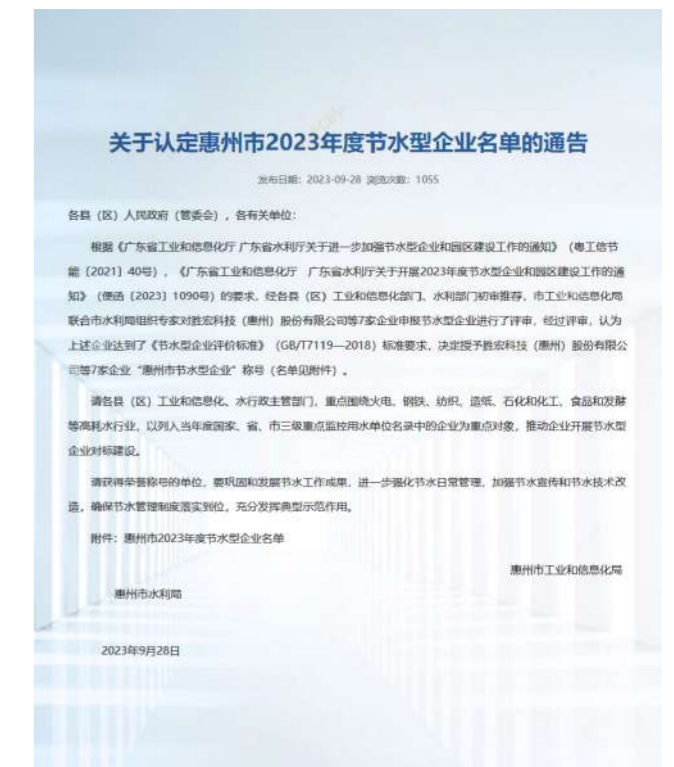 关于认定惠州市2023年度节水型企业名单的通告
发布日期：2023-09-28 浏览次数：1055
各县（区）人民政府（管委会），各有关单位：
根据《广东省工业和信息化厅 广东省水利厅关于进一步加强节水型企业和园区建设工作的通知》（粤工信节
能〔2021〕40号），《广东省工业和信息化厅 广东省水利厅关于开展2023年度节水型企业和园区建设工作的通
知》（便函〔2023〕1090号）的要求，经各县（区）工业和信息化部门、水利部门初审推荐，市工业和信息化局
联合市水利局组织专家对胜宏科技（惠州）股份有限公司等7家企业申报节水型企业进行了评审，经过评审，认为
上述企业达到了《节水型企业评价标准》（GB/T7119—2018）标准要求，决定授予胜宏科技（惠州）股份有限公
司等7家企业“惠州市节水型企业”称号（名单见附件）。
请各县（区）工业和信息化、水行政主管部门，重点围绕火电、钢铁、纺织、造纸、石化和化工、食品和发酵
等高耗水行业，以列入当年度国家、省、市三级重点监控用水单位名录中的企业为重点对象，推动企业开展节水型
企业对标建设。
请获得荣誉称号的单位，要巩固和发展节水工作成果，进一步强化节水日常管理，加强节水宣传和节水技术改
造，确保节水管理制度落实到位，充分发挥典型示范作用。
附件：惠州市2023年度节水型企业名单
惠州市工业和信息化局
惠州市水利局
2023年9月28日